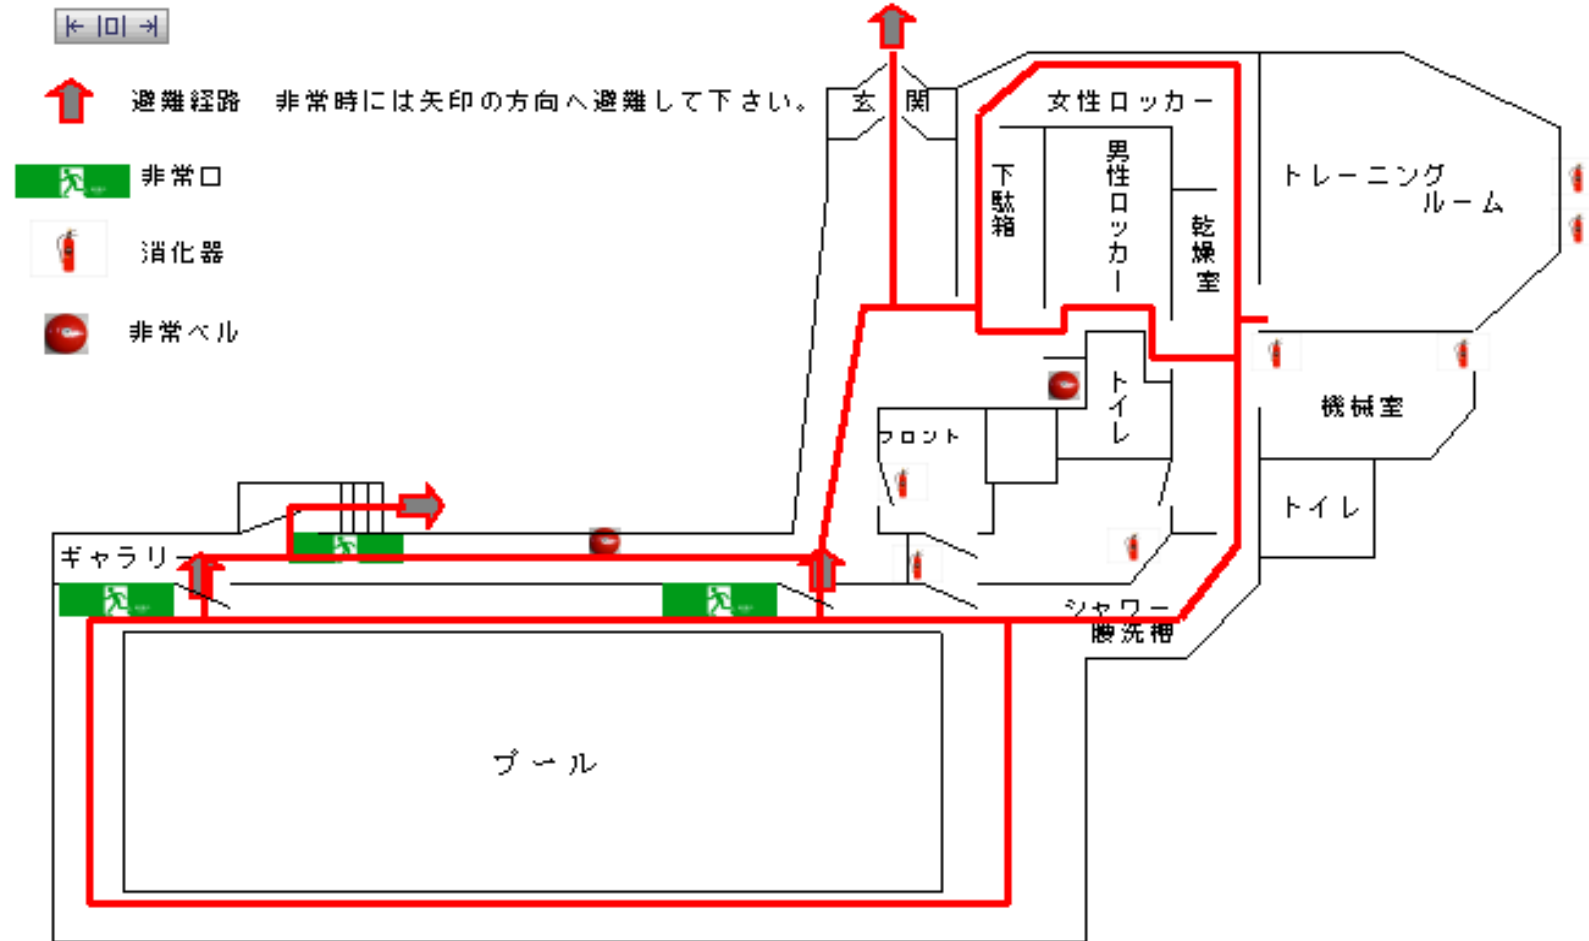 避難経路 非常時には矢印の方向へ避難して下さい。
非常口
消化器
非常ベル
玄関
女性ロッカー
下駄箱
男性ロッカー
乾燥室
トレーニング
ルーム
機械室
トイレ
フロント
トイレ
ギャラリー
シャワー
腰洗槽
プール